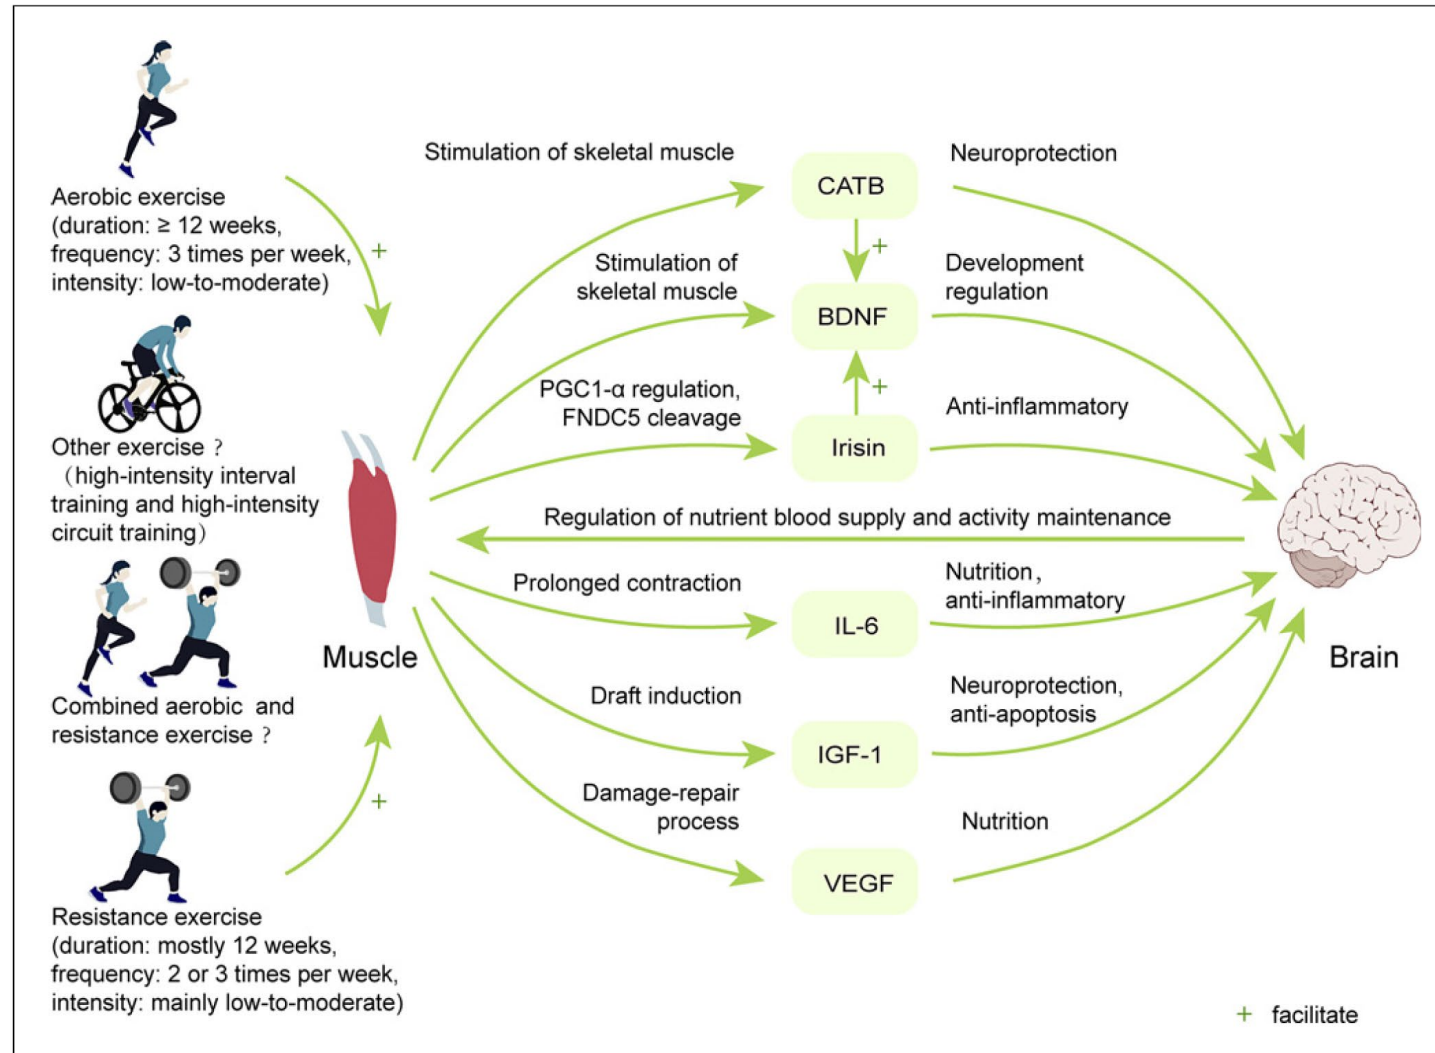 Aerobic exercise
(duration: ≥ 12 weeks,
frequency: 3 times per week,
intensity: low-to-moderate)
+
Other exercise ?
(high-intensity interval
training and high-intensity
circuit training)
Combined aerobic and
resistance exercise ?
+
Resistance exercise
(duration: mostly 12 weeks,
frequency: 2 or 3 times per week,
intensity: mainly low-to-moderate)
Muscle
Stimulation of skeletal muscle
CATB
Neuroprotection
+
Stimulation of
skeletal muscle
BDNF
Development
regulation
+
PGC1-α regulation,
FNDC5 cleavage
Irisin
Anti-inflammatory
Regulation of nutrient blood supply and activity maintenance
Prolonged contraction
IL-6
Nutrition,
anti-inflammatory
Draft induction
IGF-1
Neuroprotection,
anti-apoptosis
Damage-repair
process
VEGF
Nutrition
Brain
+ facilitate